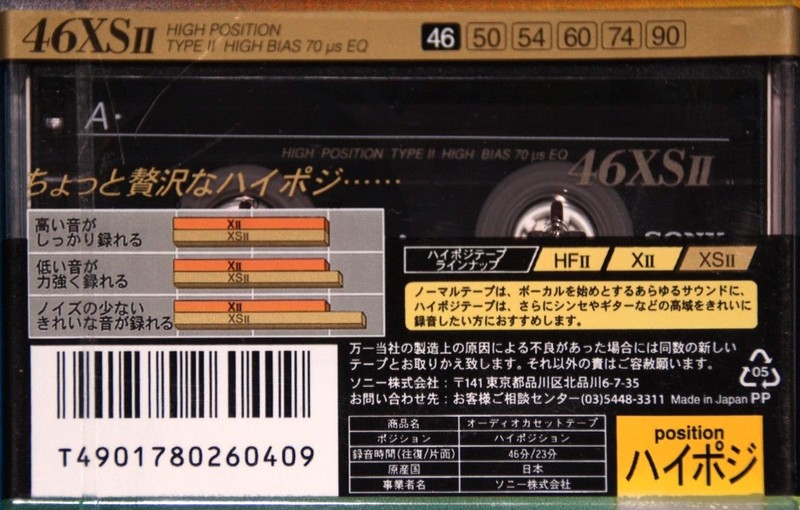 46XSII
HIGH POSITION
TYPE II HIGH BIAS 70 μs EQ
46 50 54 60 74 90
A
HIGH POSITION TYPE II HIGH BIAS 70 μs EQ 46XSII
ちょっと贅沢なハイポジ……
SONY
高い音が
しっかり録れる
XII
XSII
低い音が
力強く録れる
XII
XSII
ノイズの少ない
きれいな音が録れる
XII
XSII
ハイポジテープ
ラインナップ
HFII XII XSII
ノーマルテープは、ボーカルを始めとするあらゆるサウンドに、
ハイポジテープは、さらにシンセやギターなどの高域をきれいに
録音したい方におすすめします。
万一当社の製造上の原因による不良があった場合には同数の新しい
テープとお取りかえ致します。それ以外の責はご容赦願います。
ソニー株式会社：〒141 東京都品川区北品川6-7-35
お問い合わせ先：お客様ご相談センター(03)5448-3311 Made in Japan
05
PP
T4901780260409
商品名 オーディオカセットテープ
ポジション ハイポジション
録音時間(往復/片面) 46分/23分
原産国 日本
事業者名 ソニー株式会社
position
ハイポジ